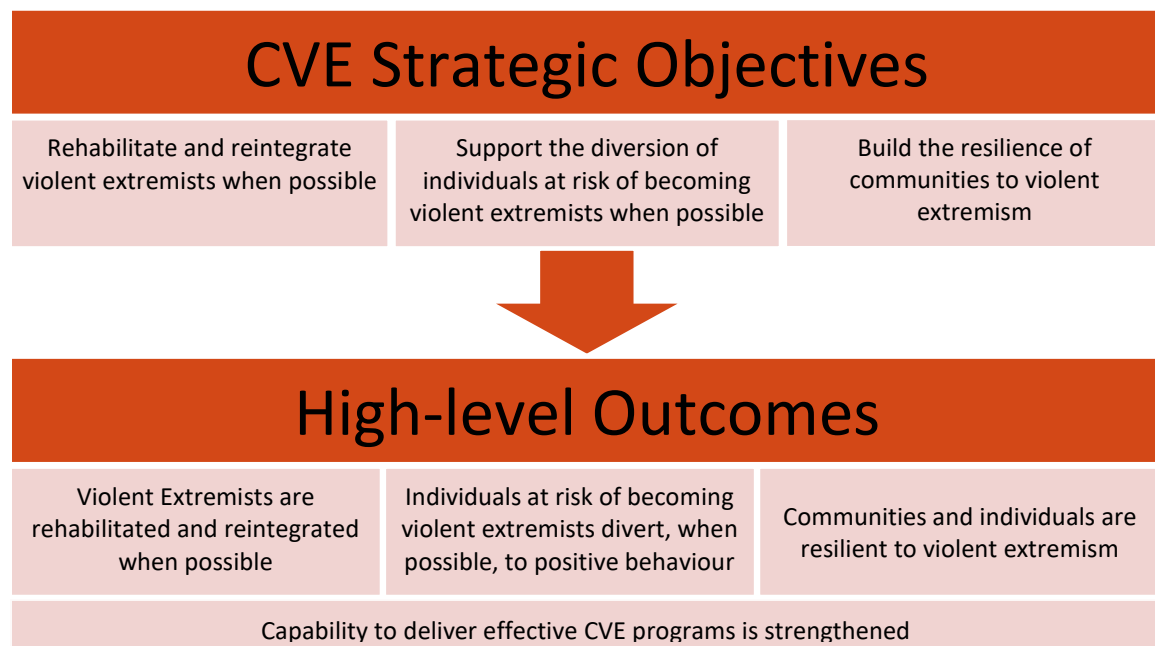 CVE Strategic Objectives
Rehabilitate and reintegrate
violent extremists when possible
Support the diversion of
individuals at risk of becoming
violent extremists when possible
Build the resilience of
communities to violent
extremism
High-level Outcomes
Violent Extremists are
rehabilitated and reintegrated
when possible
Individuals at risk of becoming
violent extremists divert, when
possible, to positive behaviour
Communities and individuals are
resilient to violent extremism
Capability to deliver effective CVE programs is strengthened